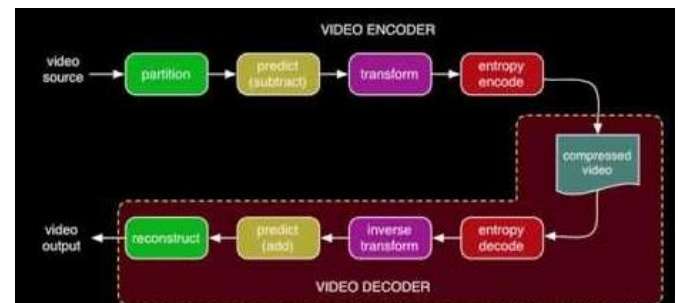 VIDEO ENCODER
video
source
partition
predict
(subtract)
transform
entropy
encode
compressed
video
video
output
reconstruct
predict
(add)
inverse
transform
entropy
decode
VIDEO DECODER